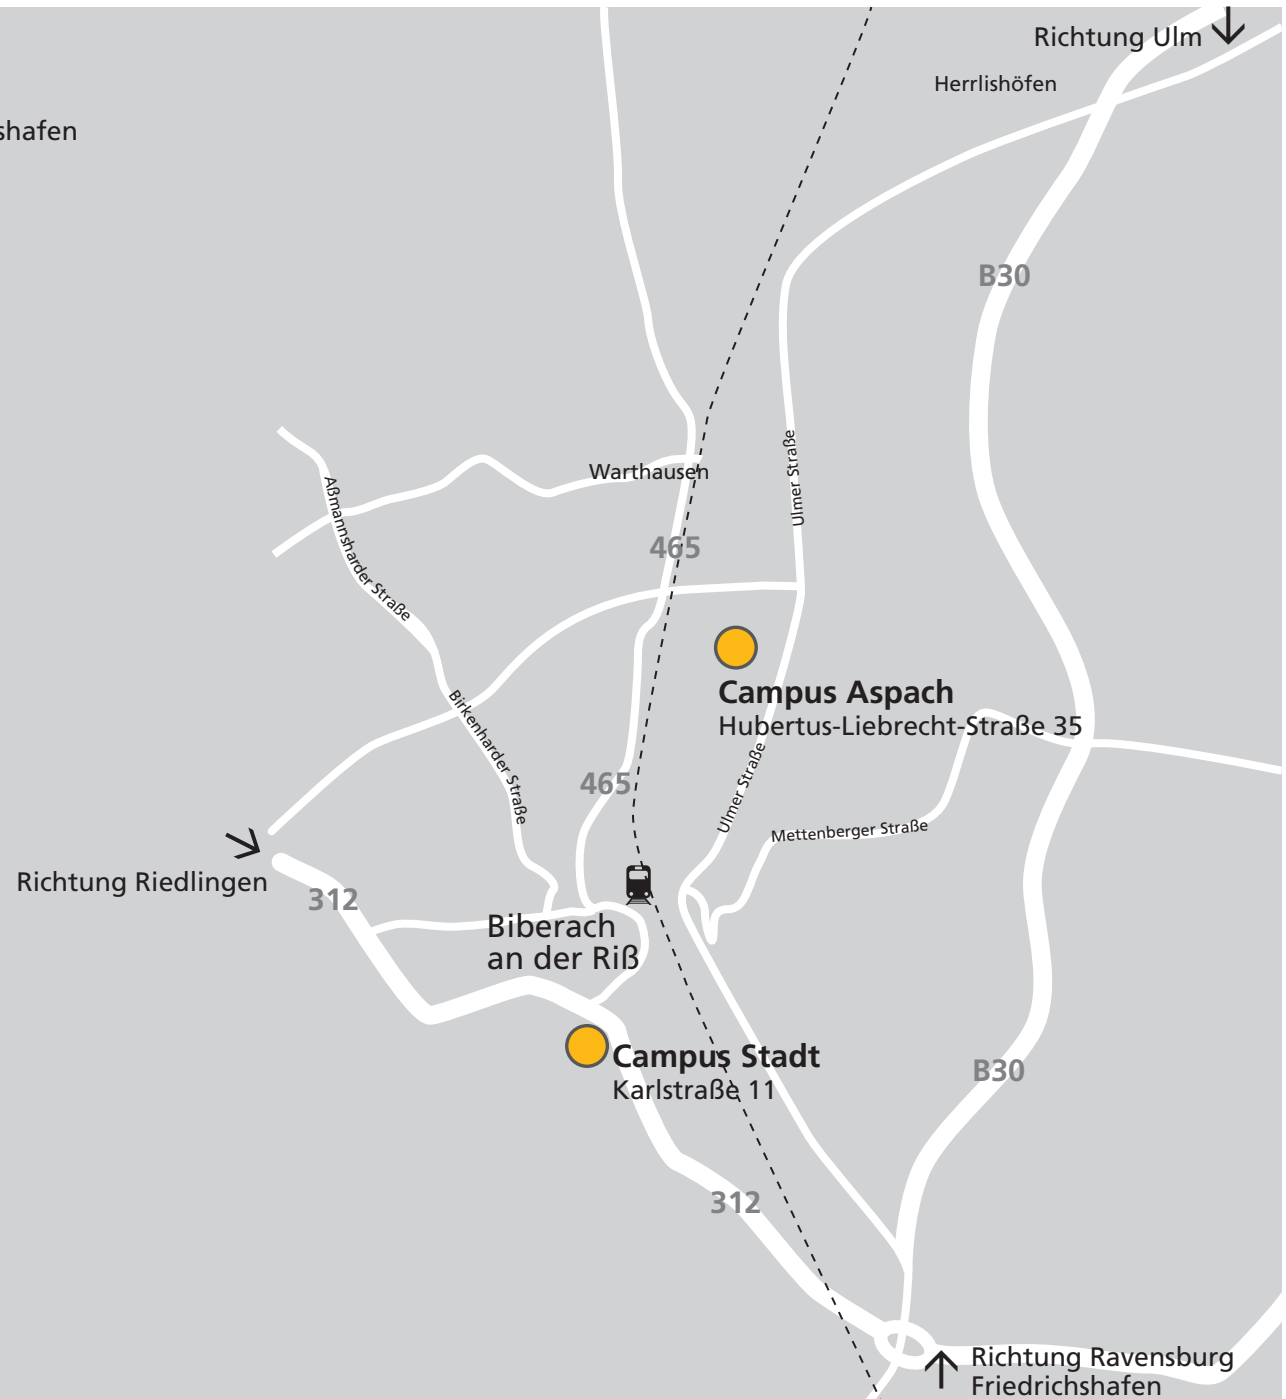 Richtung Ulm
Herrlishöfen
shafen
B30
Ulmer Straße
Warthausen
Aßmannsharder Straße
465
Campus Aspach
Hubertus-Liebrecht-Straße 35
Birkenharder Straße
465
Ulmer Straße
Mettenberger Straße
Richtung Riedlingen
312
Biberach
an der Riß
Campus Stadt
Karlstraße 11
B30
312
Richtung Ravensburg
Friedrichshafen